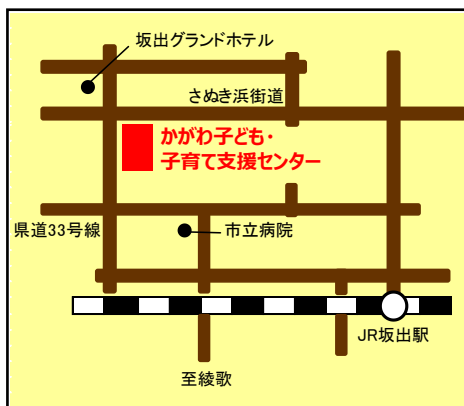 坂出グランドホテル
さぬき浜街道
かがわ子ども・
子育て支援センター
県道33号線
市立病院
JR坂出駅
至綾歌